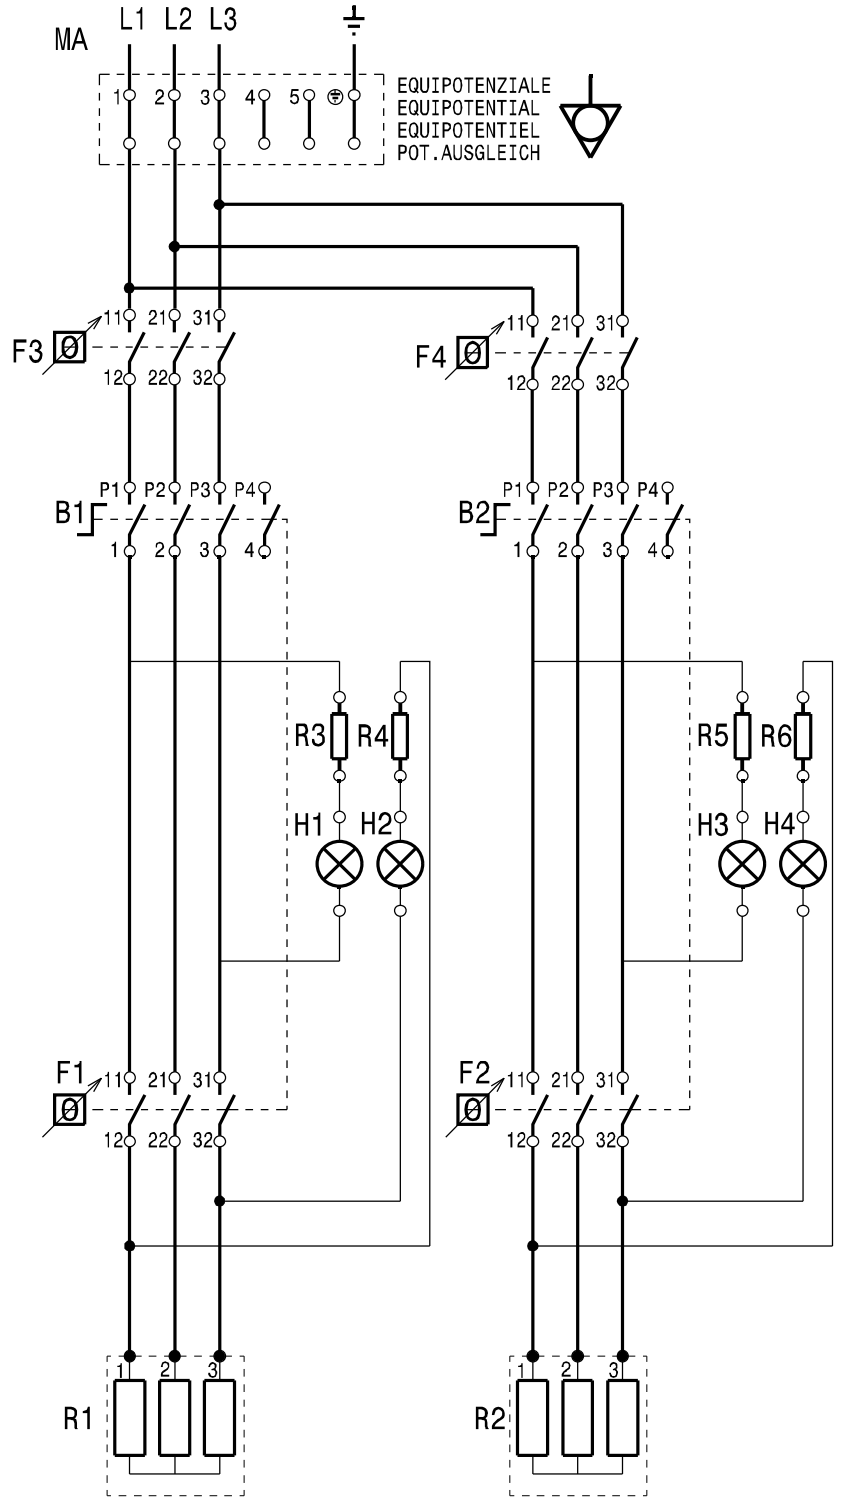 L1 L2 L3
MA
1 2 3 4 5
EQUIPOTENZIALE
EQUIPOTENTIAL
EQUIPOTENTIEL
POT.AUSGLEICH
11 21 31
F3 0
12 22 32
11 21 31
F4 0
12 22 32
P1 P2 P3 P4
B1
1 2 3 4
P1 P2 P3 P4
B2
1 2 3 4
R3 R4
R5 R6
H1 H2
H3 H4
F1 11 21 31
0
12 22 32
F2 11 21 31
0
12 22 32
1 2 3
R1
1 2 3
R2